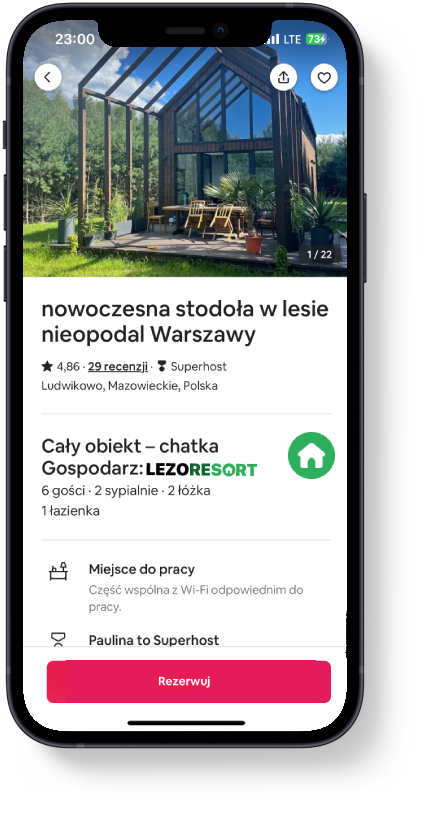 23:00 LTE 73
1 / 22
nowoczesna stodoła w lesie
nieopodal Warszawy
4,86 · 29 recenzji · Superhost
Ludwikowo, Mazowieckie, Polska
Cały obiekt – chatka
Gospodarz: LEZORESORT
6 gości · 2 sypialnie · 2 łóżka
1 łazienka
Miejsce do pracy
Część wspólna z Wi-Fi odpowiednim do
pracy.
Paulina to Superhost
Rezerwuj